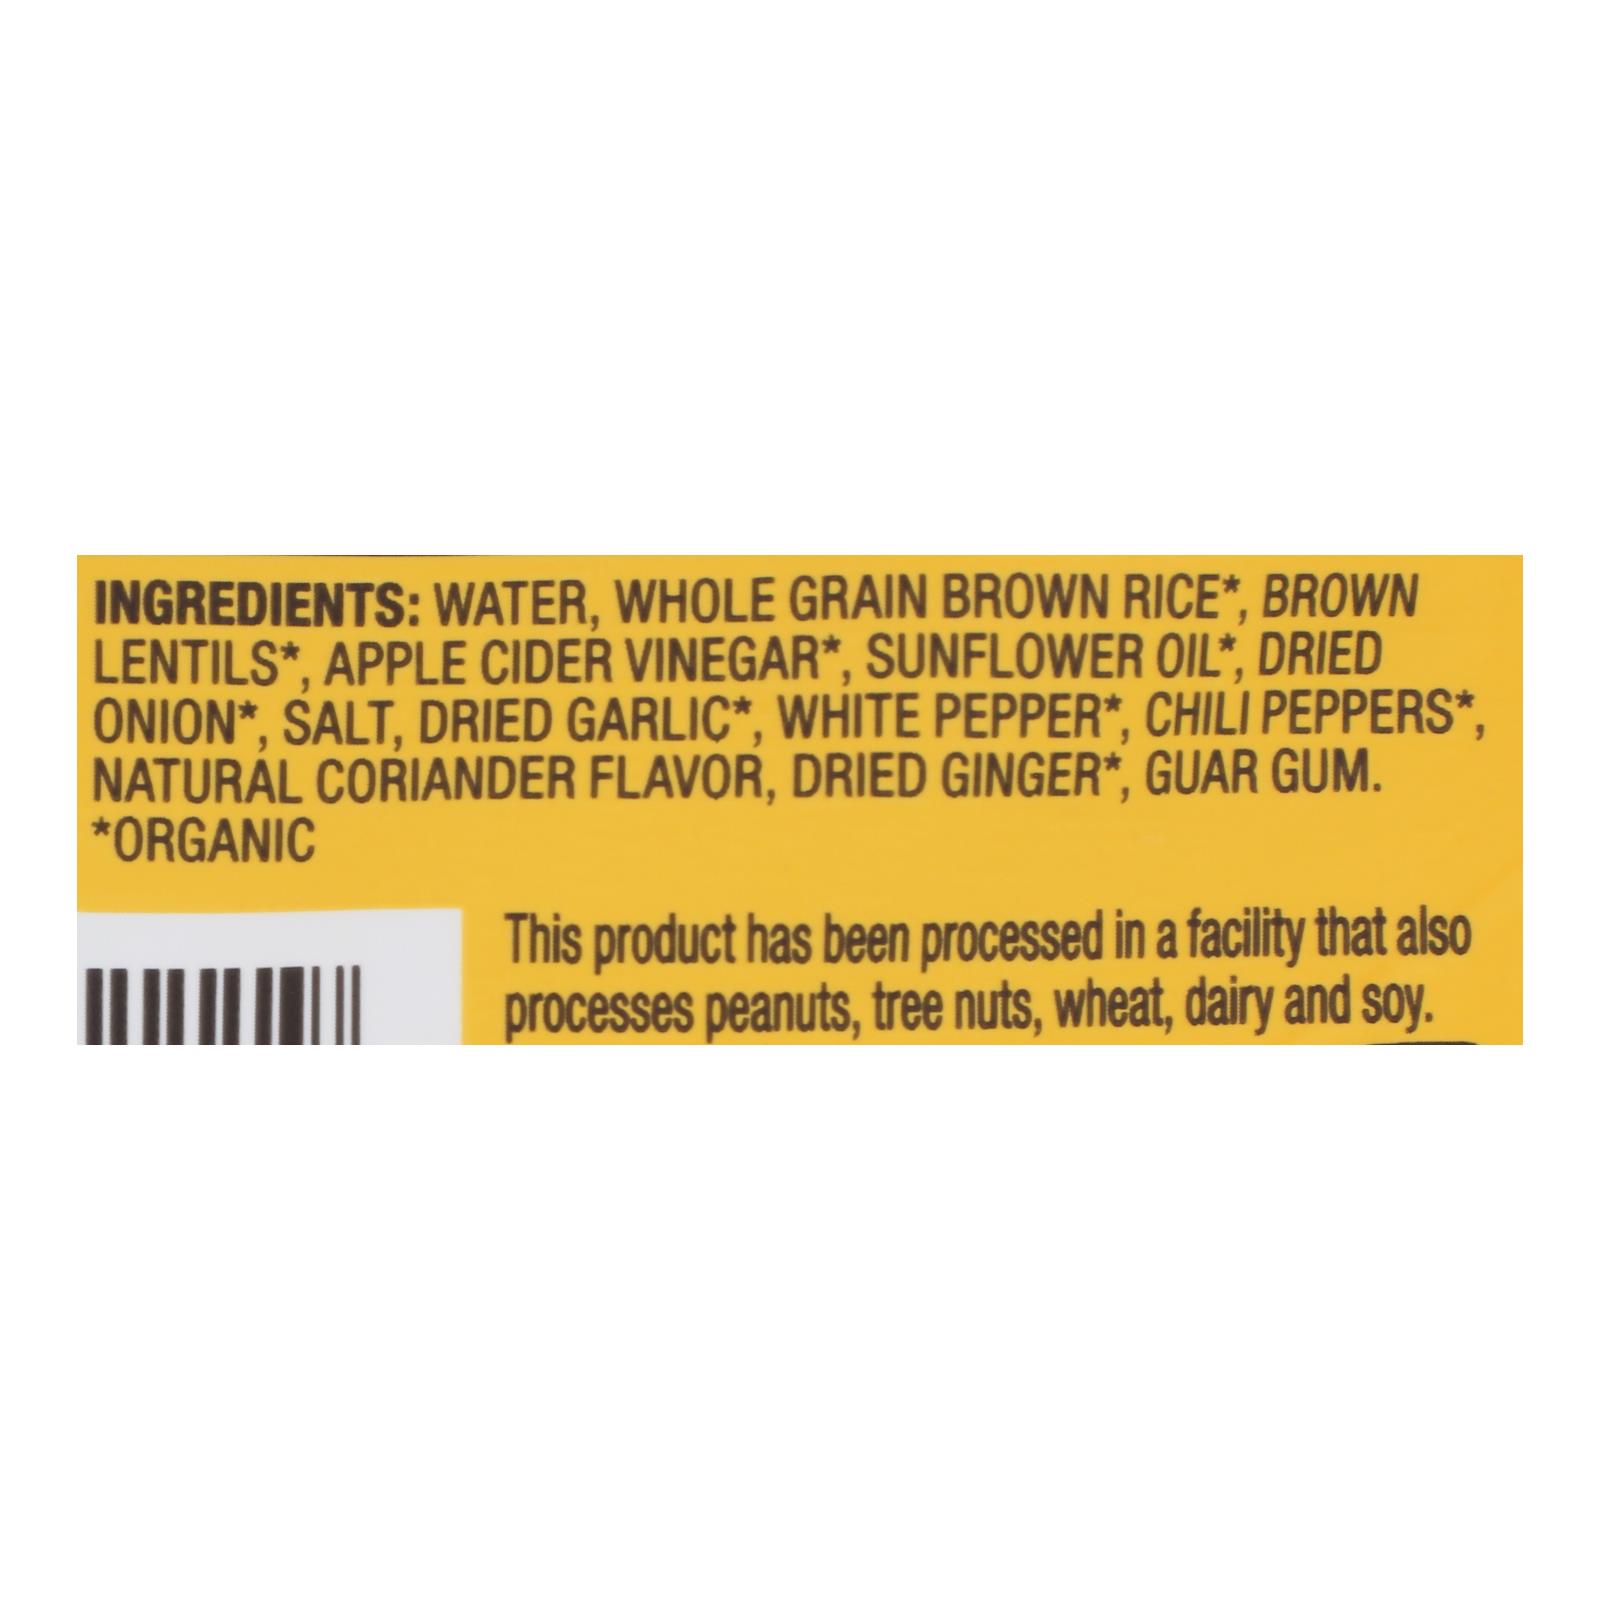 INGREDIENTS: WATER, WHOLE GRAIN BROWN RICE*, BROWN
LENTILS*, APPLE CIDER VINEGAR*, SUNFLOWER OIL*, DRIED
ONION*, SALT, DRIED GARLIC*, WHITE PEPPER*, CHILI PEPPERS*,
NATURAL CORIANDER FLAVOR, DRIED GINGER*, GUAR GUM.
*ORGANIC
This product has been processed in a facility that also
processes peanuts, tree nuts, wheat, dairy and soy.